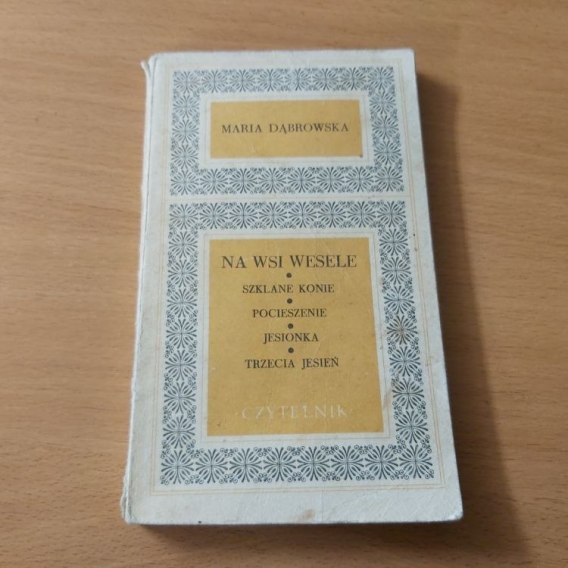 MARIA DĄBROWSKA
NA WSI WESELE
•
SZKLANE KONIE
•
POCIESZENIE
•
JESIONKA
•
TRZECIA JESIEŃ
CZYTELNIK